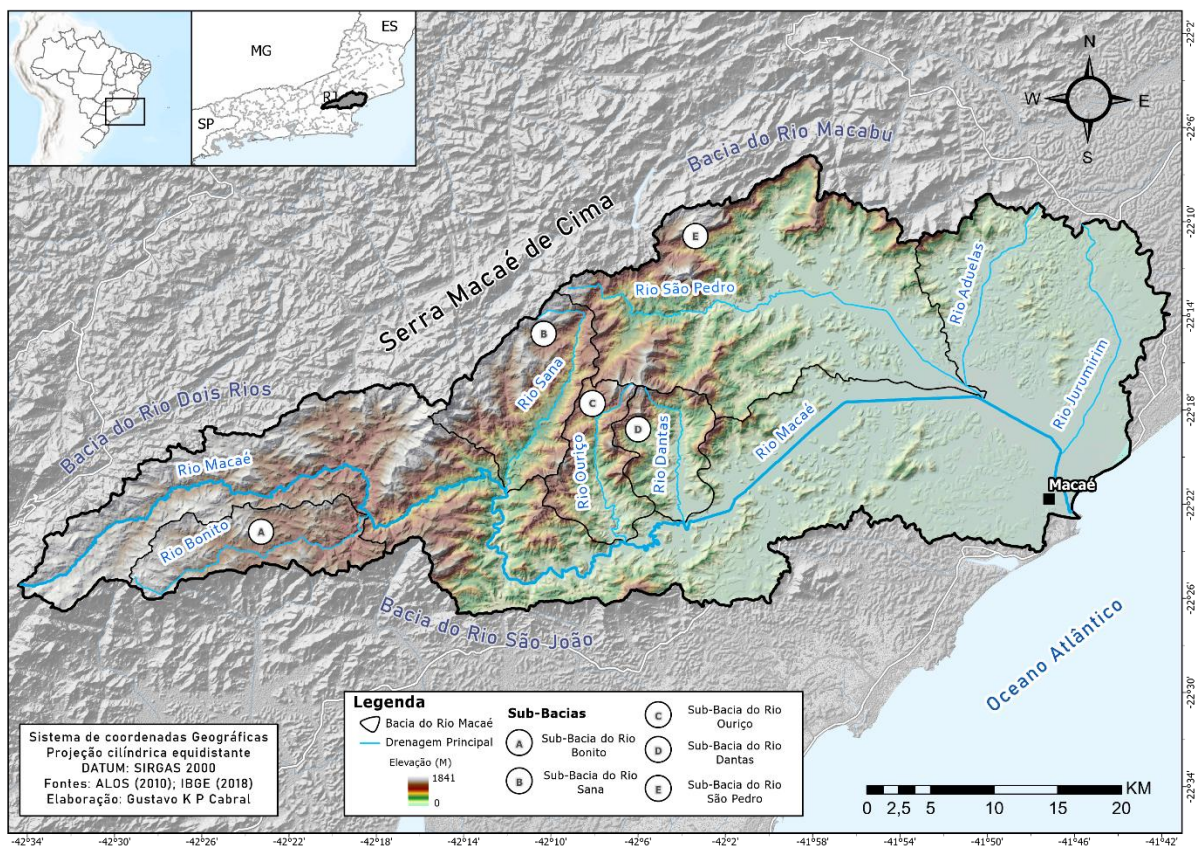 MG
ES
SP
RJ
N
W
E
S
Bacia do Rio Macabu
Serra Macaé de Cima
Bacia do Rio Dois Rios
Bacia do Rio São João
Oceano Atlântico
E
Rio São Pedro
Rio Aduelas
Rio Jurumirim
B
Rio Sana
C
Rio Ouriço
D
Rio Dantas
Rio Macaé
Rio Macaé
A
Rio Bonito
Macaé
Sistema de coordenadas Geográficas
Projeção cilíndrica equidistante
DATUM: SIRGAS 2000
Fontes: ALOS (2010); IBGE (2018)
Elaboração: Gustavo K P Cabral
Legenda
Bacia do Rio Macaé
Drenagem Principal
Elevação (M)
1841
0
Sub-Bacias
A
Sub-Bacia do Rio
Bonito
B
Sub-Bacia do Rio
Sana
C
Sub-Bacia do Rio
Ouriço
D
Sub-Bacia do Rio
Dantas
E
Sub-Bacia do Rio
São Pedro
KM
0 2,5 5 10 15 20
-22°2'
-22°6'
-22°10'
-22°14'
-22°18'
-22°22'
-22°26'
-22°30'
-22°34'
-42°34' -42°30' -42°26' -42°22' -42°18' -42°14' -42°10' -42°6' -42°2' -41°58' -41°54' -41°50' -41°46' -41°42'